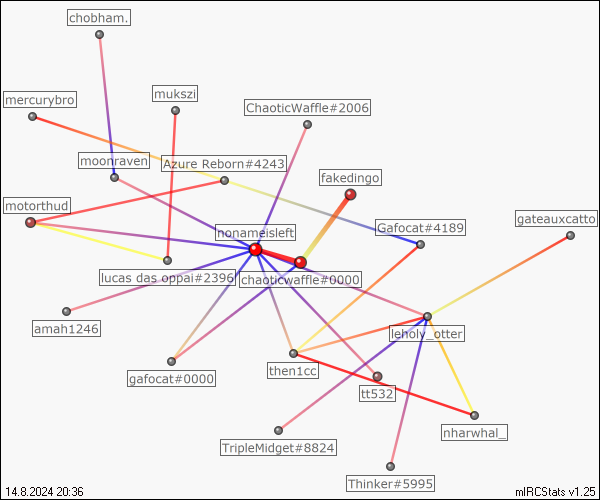 chobham.
mercurybro
mukszi
ChaoticWaffle#2006
moonraven
Azure Reborn#4243
fakedingo
motorthud
nonameisleft
Gafocat#4189
gateauxcatto
lucas das oppai#2396
chaoticwaffle#0000
amah1246
leholy_otter
gafocat#0000
then1cc
tt532
TripleMidget#8824
nharwhal_
Thinker#5995
14.8.2024 20:36
mIRCStats v1.25